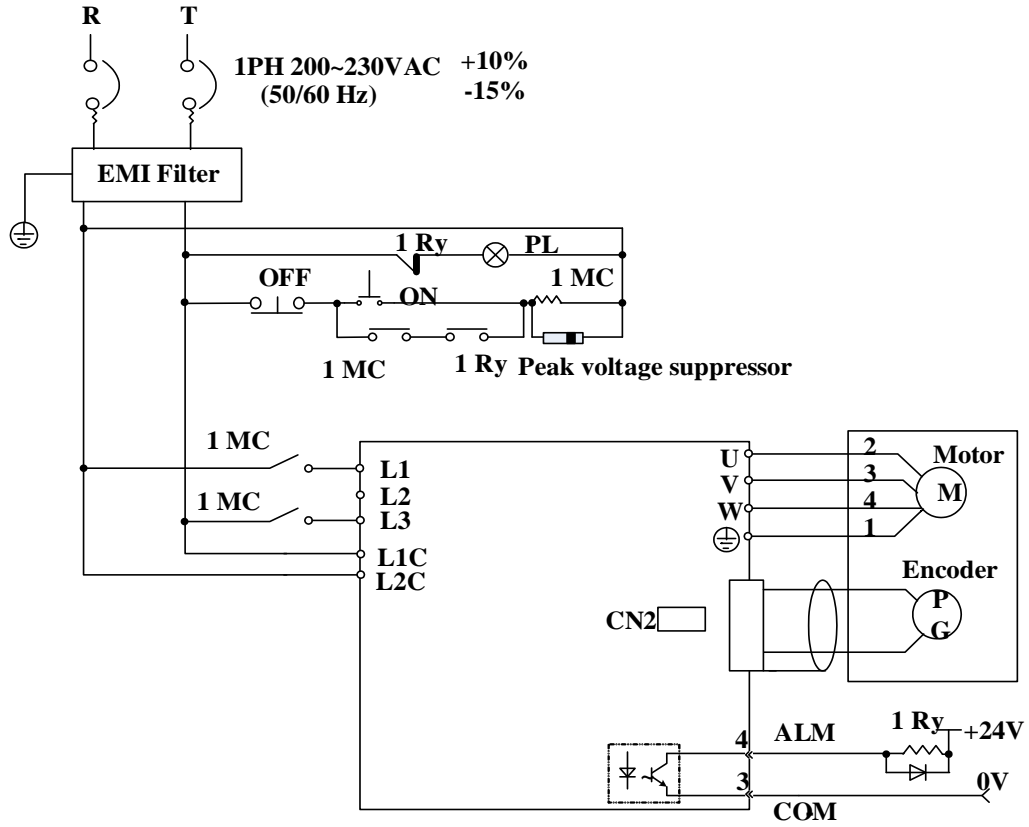 R
T
1PH 200~230VAC +10%
(50/60 Hz) -15%
EMI Filter
1 Ry
PL
OFF
ON
1 MC
1 MC
1 Ry
Peak voltage suppressor
1 MC
L1
1 MC
L2
L3
L1C
L2C
U
V
W
2
3
4
1
Motor
M
Encoder
P
G
CN2
4
ALM
1 Ry
+24V
3
COM
0V